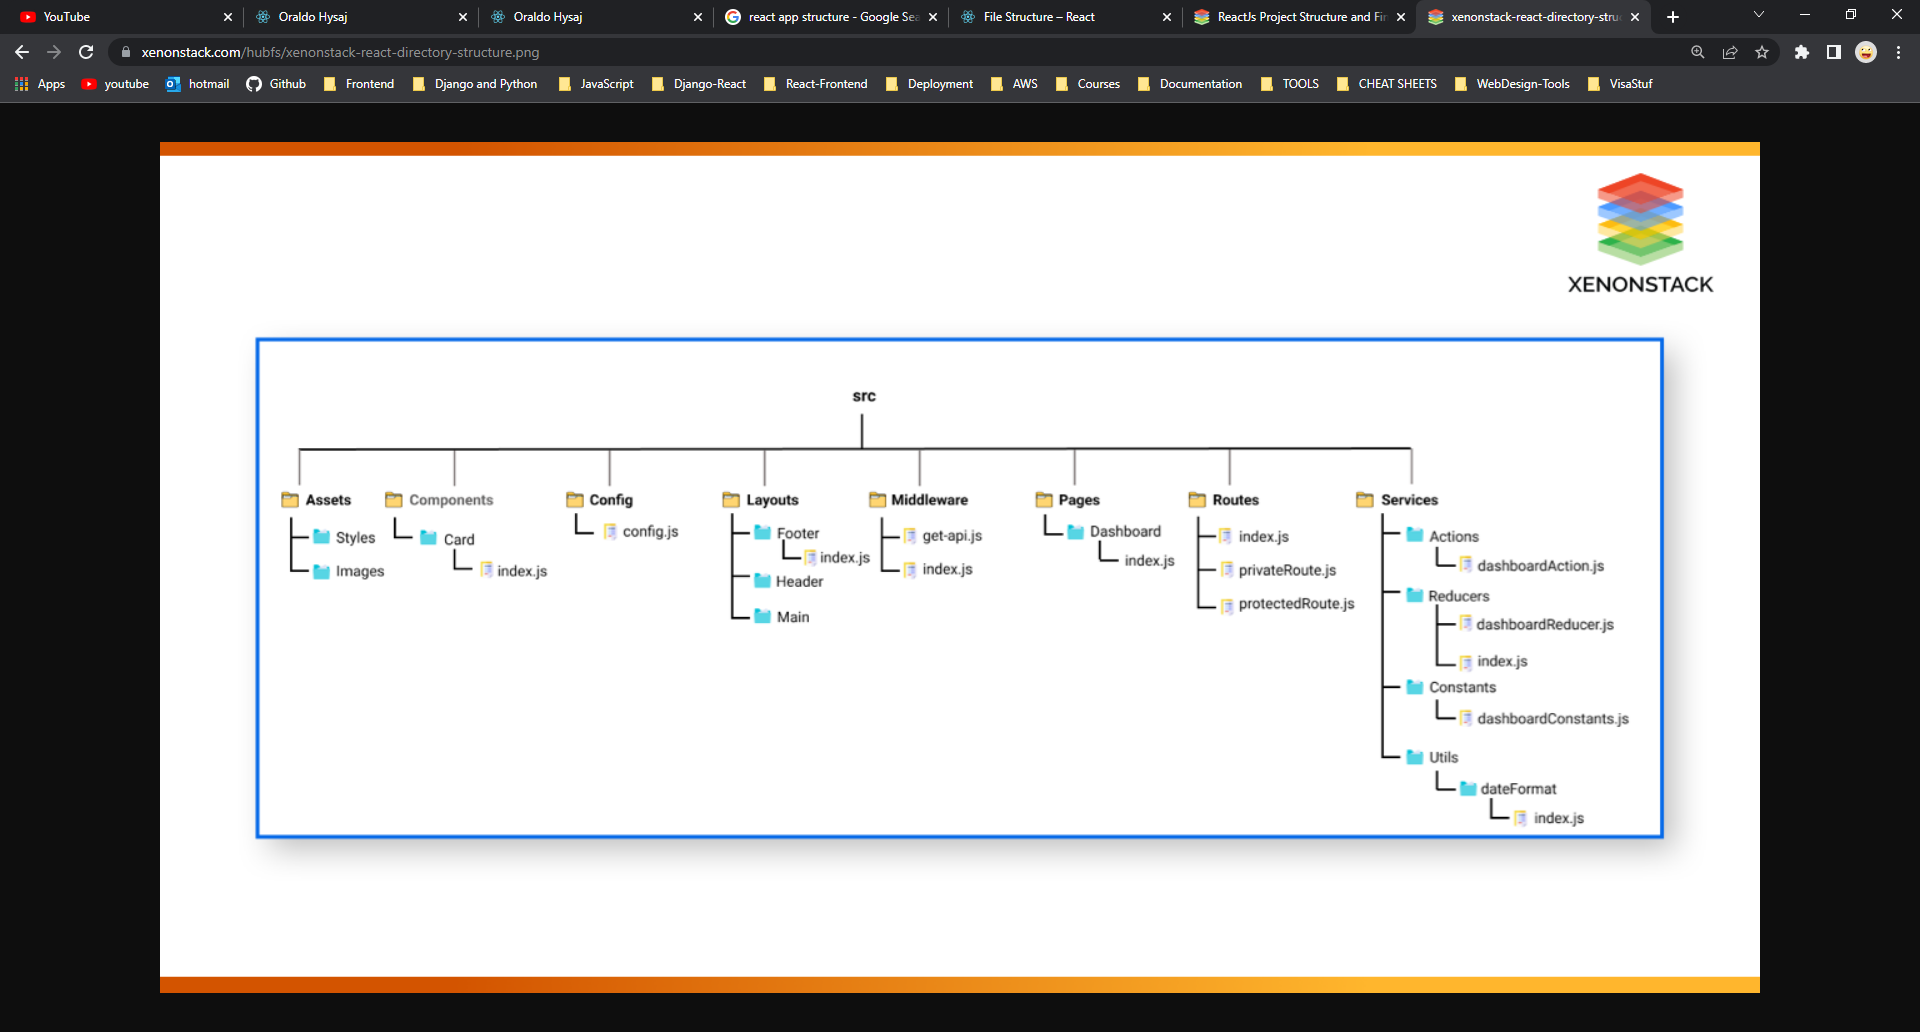 YouTube
Oraldo Hysaj
Oraldo Hysaj
react app structure - Google Sea
File Structure – React
ReactJs Project Structure and Fir
xenonstack-react-directory-struc
xenonstack.com/hubfs/xenonstack-react-directory-structure.png
Apps youtube hotmail Github Frontend Django and Python JavaScript Django-React React-Frontend Deployment AWS Courses Documentation TOOLS CHEAT SHEETS WebDesign-Tools VisaStuf
XENONSTACK
src
Assets
Styles
Images
Components
Card
index.js
Config
config.js
Layouts
Footer
index.js
Header
Main
Middleware
get-api.js
index.js
Pages
Dashboard
index.js
Routes
index.js
privateRoute.js
protectedRoute.js
Services
Actions
dashboardAction.js
Reducers
dashboardReducer.js
index.js
Constants
dashboardConstants.js
Utils
dateFormat
index.js